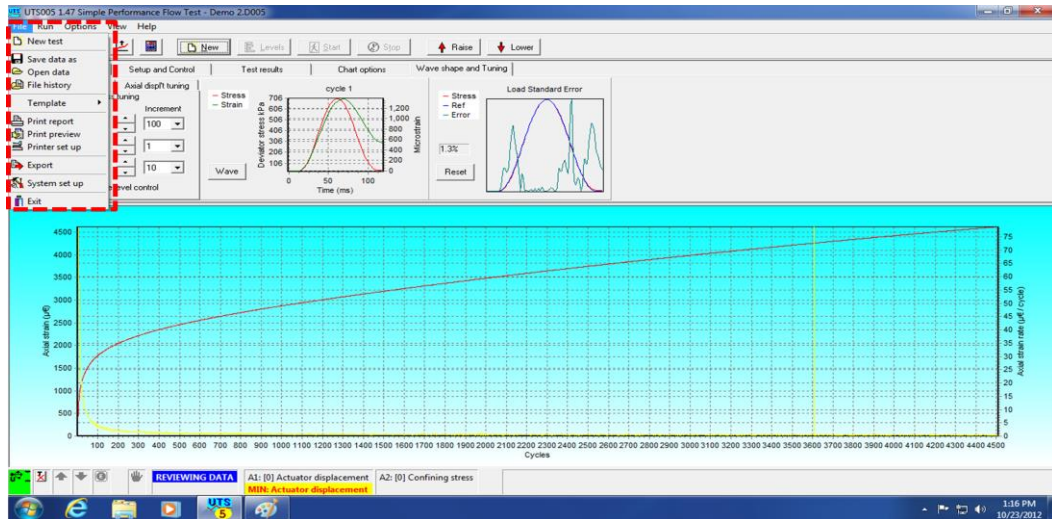 UTS005 1.47 Simple Performance Flow Test - Demo 2.D005
File Run Options View Help
New test
Save data as
Open data
File history
Template
Print report
Print preview
Printer set up
Export
System set up
Exit
New Levels Start Stop Raise Lower
Setup and Control Test results Chart options Wave shape and Tuning
Axial displ't tuning
Increment
100
1
10
level control
Wave
Stress
Strain
cycle 1
Deviator stress kPa
706
606
506
406
306
206
106
1,200
1,000
800
600
400
200
0
Microstrain
0 50 100
Time (ms)
Stress
Ref
Error
1.3%
Reset
Load Standard Error
Axial strain (µε)
4500
4000
3500
3000
2500
2000
1500
1000
500
0
75
70
65
60
55
50
45
40
35
30
25
20
15
10
5
0
Axial strain rate (µε/cycle)
100 200 300 400 500 600 700 800 900 1000 1100 1200 1300 1400 1500 1600 1700 1800 1900 2000 2100 2200 2300 2400 2500 2600 2700 2800 2900 3000 3100 3200 3300 3400 3500 3600 3700 3800 3900 4000 4100 4200 4300 4400 4500
Cycles
REVIEWING DATA A1: [0] Actuator displacement A2: [0] Confining stress
MIN: Actuator displacement
UTS
5
1:16 PM
10/23/2012